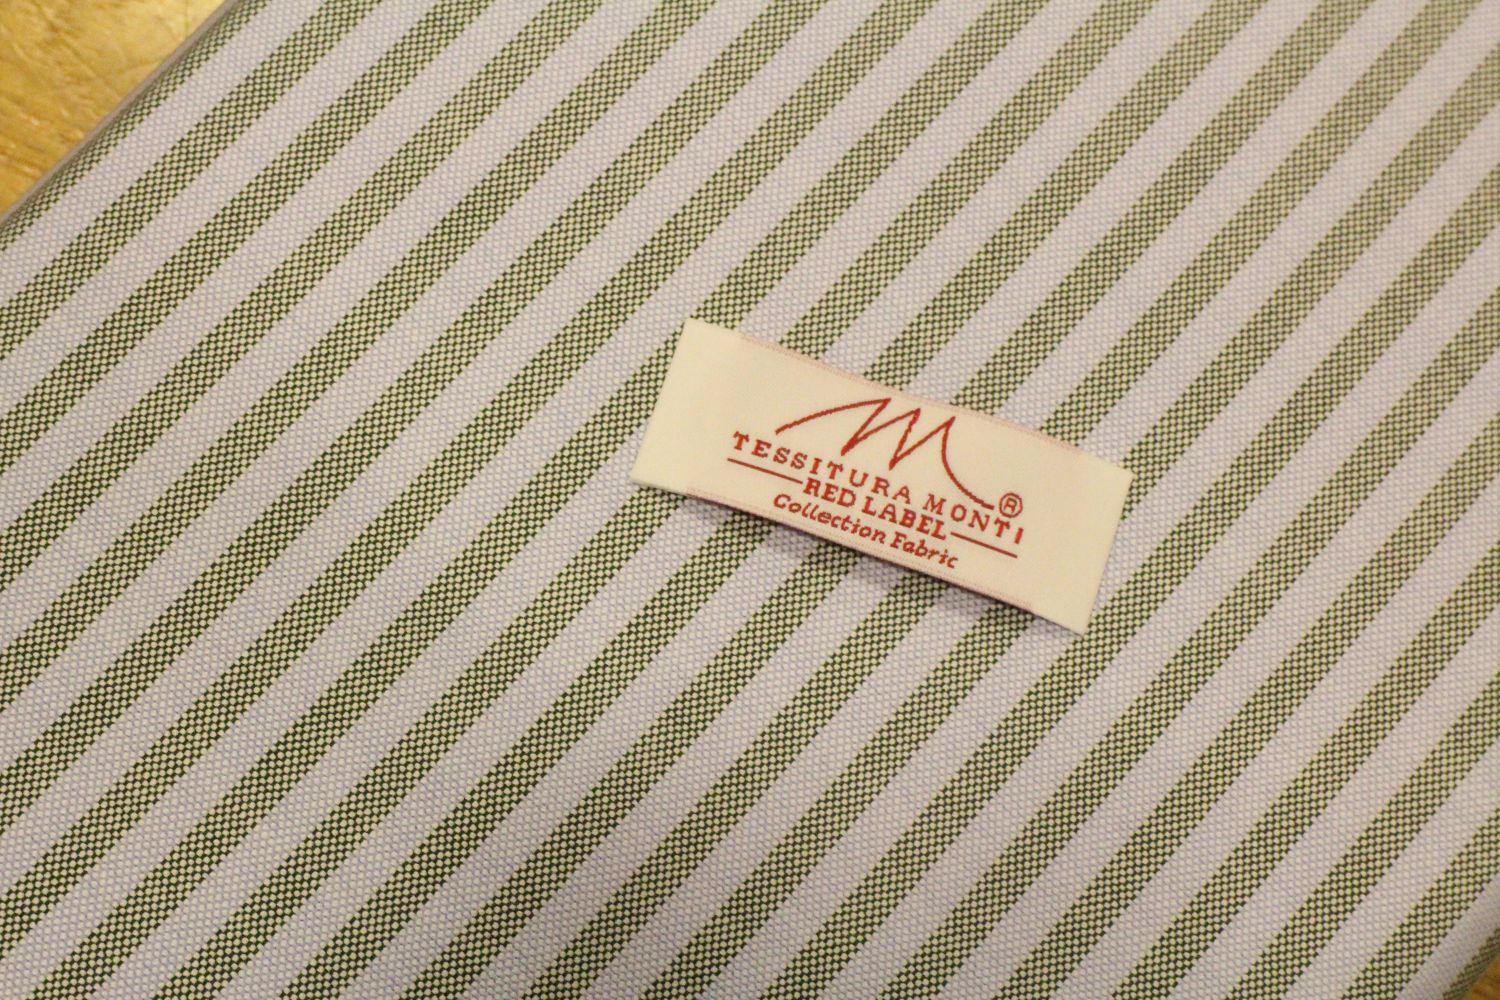 TESSITURA MONTI ®
RED LABEL
Collection Fabric